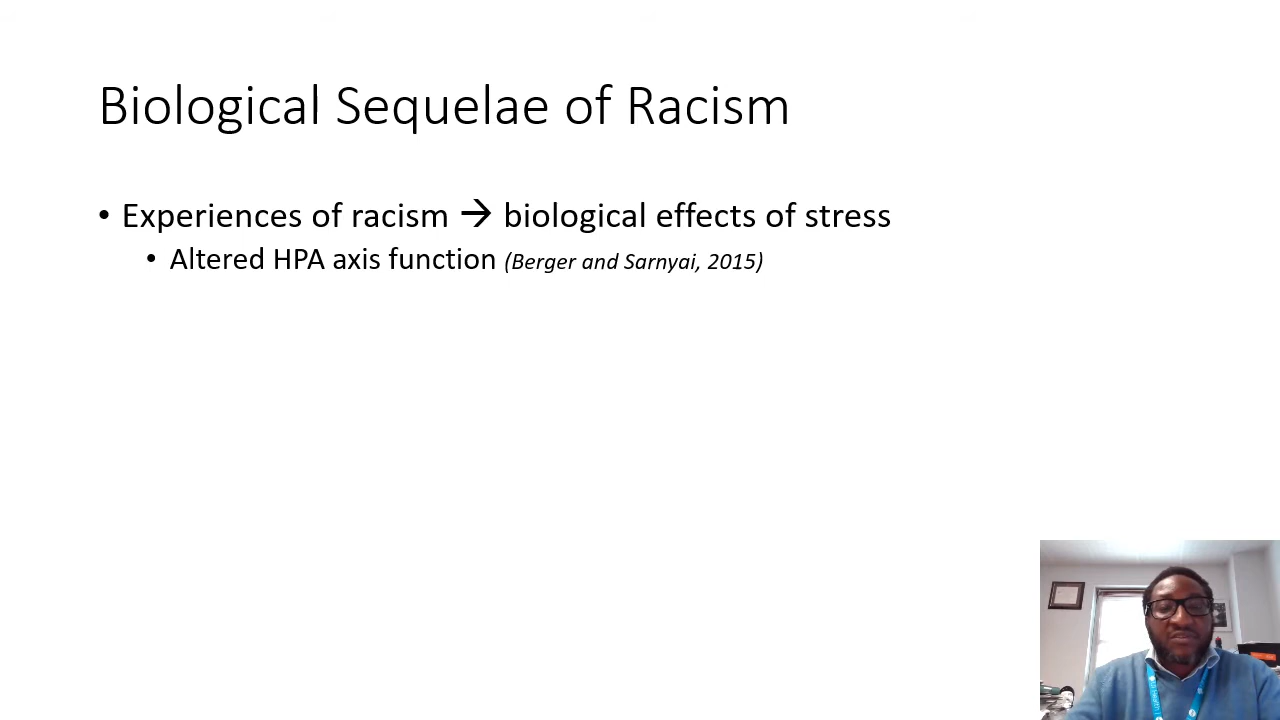 Biological Sequelae of Racism
• Experiences of racism → biological effects of stress
• Altered HPA axis function (Berger and Sarnyai, 2015)